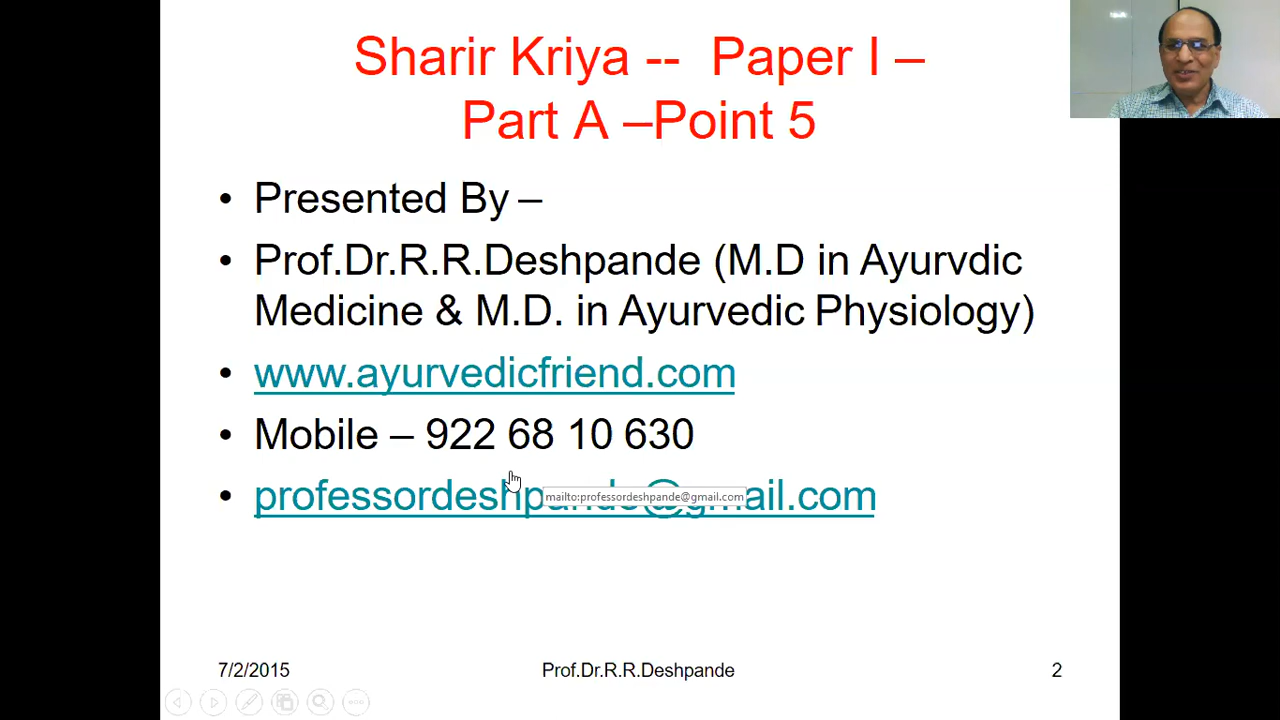 Sharir Kriya -- Paper I –
Part A –Point 5
• Presented By –
• Prof.Dr.R.R.Deshpande (M.D in Ayurvdic
Medicine & M.D. in Ayurvedic Physiology)
• www.ayurvedicfriend.com
• Mobile – 922 68 10 630
• professordeshpande@gmail.com
mailto:professordeshpande@gmail.com
7/2/2015
Prof.Dr.R.R.Deshpande
2